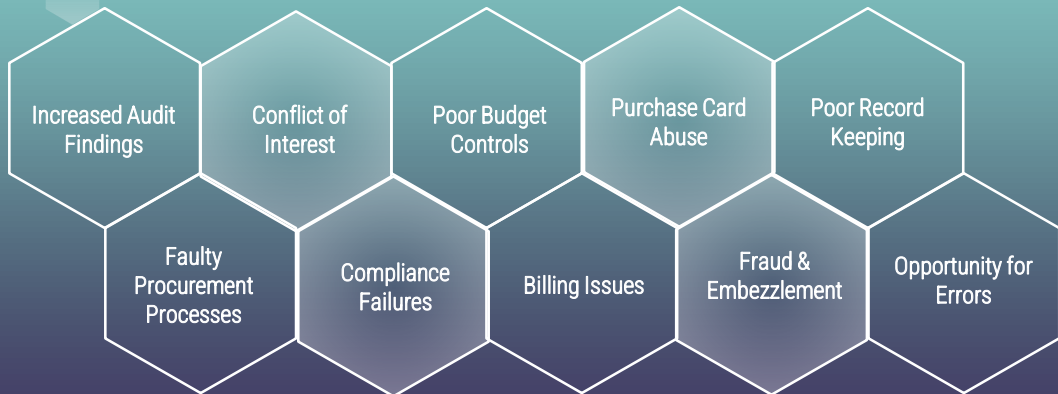 Increased Audit
Findings
Conflict of
Interest
Poor Budget
Controls
Purchase Card
Abuse
Poor Record
Keeping
Faulty
Procurement
Processes
Compliance
Failures
Billing Issues
Fraud &
Embezzlement
Opportunity for
Errors